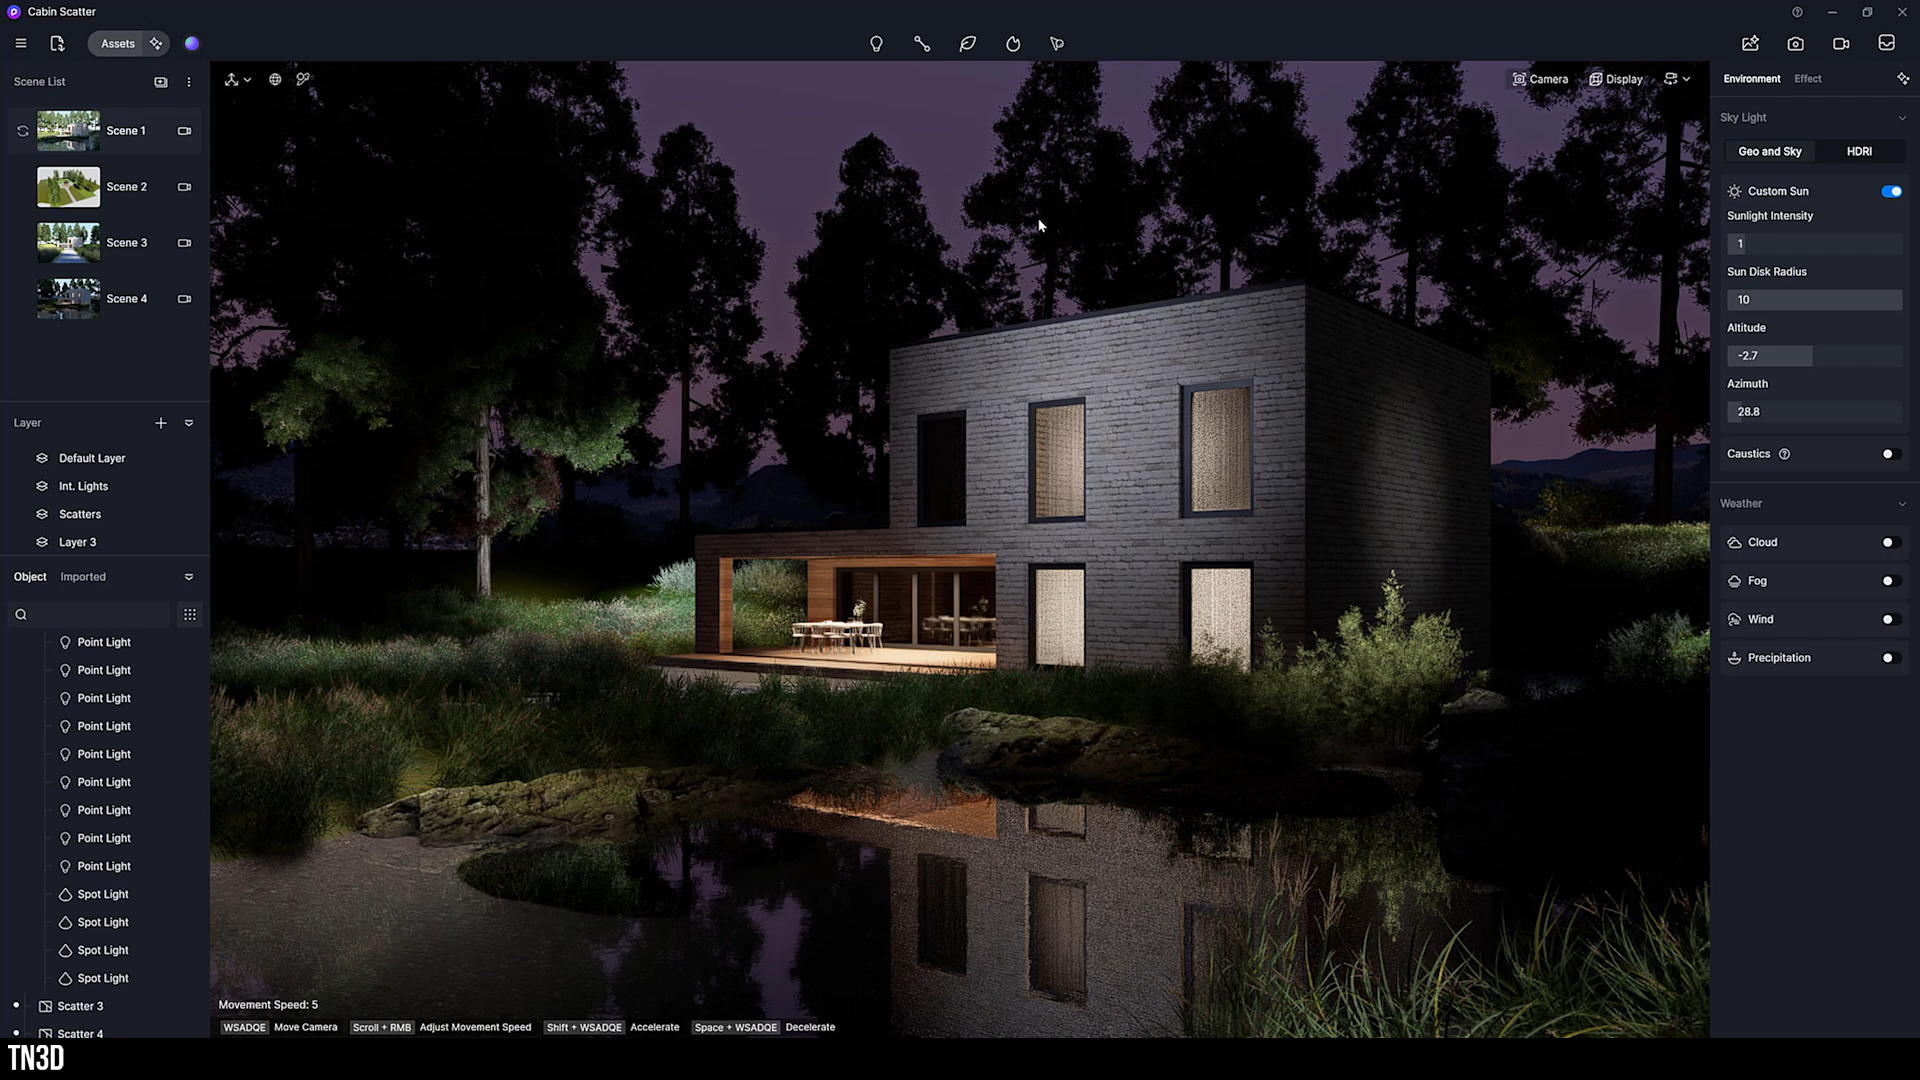 Cabin Scatter
Assets
Scene List
Scene 1
Scene 2
Scene 3
Scene 4
Layer
Default Layer
Int. Lights
Scatters
Layer 3
Object Imported
Point Light
Point Light
Point Light
Point Light
Point Light
Point Light
Point Light
Point Light
Point Light
Spot Light
Spot Light
Spot Light
Spot Light
Scatter 3
Scatter 4
Camera Display
Movement Speed: 5
WSADQE Move Camera Scroll + RMB Adjust Movement Speed Shift + WSADQE Accelerate Space + WSADQE Decelerate
Environment Effect
Sky Light
Geo and Sky HDRI
Custom Sun
Sunlight Intensity
1
Sun Disk Radius
10
Altitude
-2.7
Azimuth
28.8
Caustics
Weather
Cloud
Fog
Wind
Precipitation
TN3D